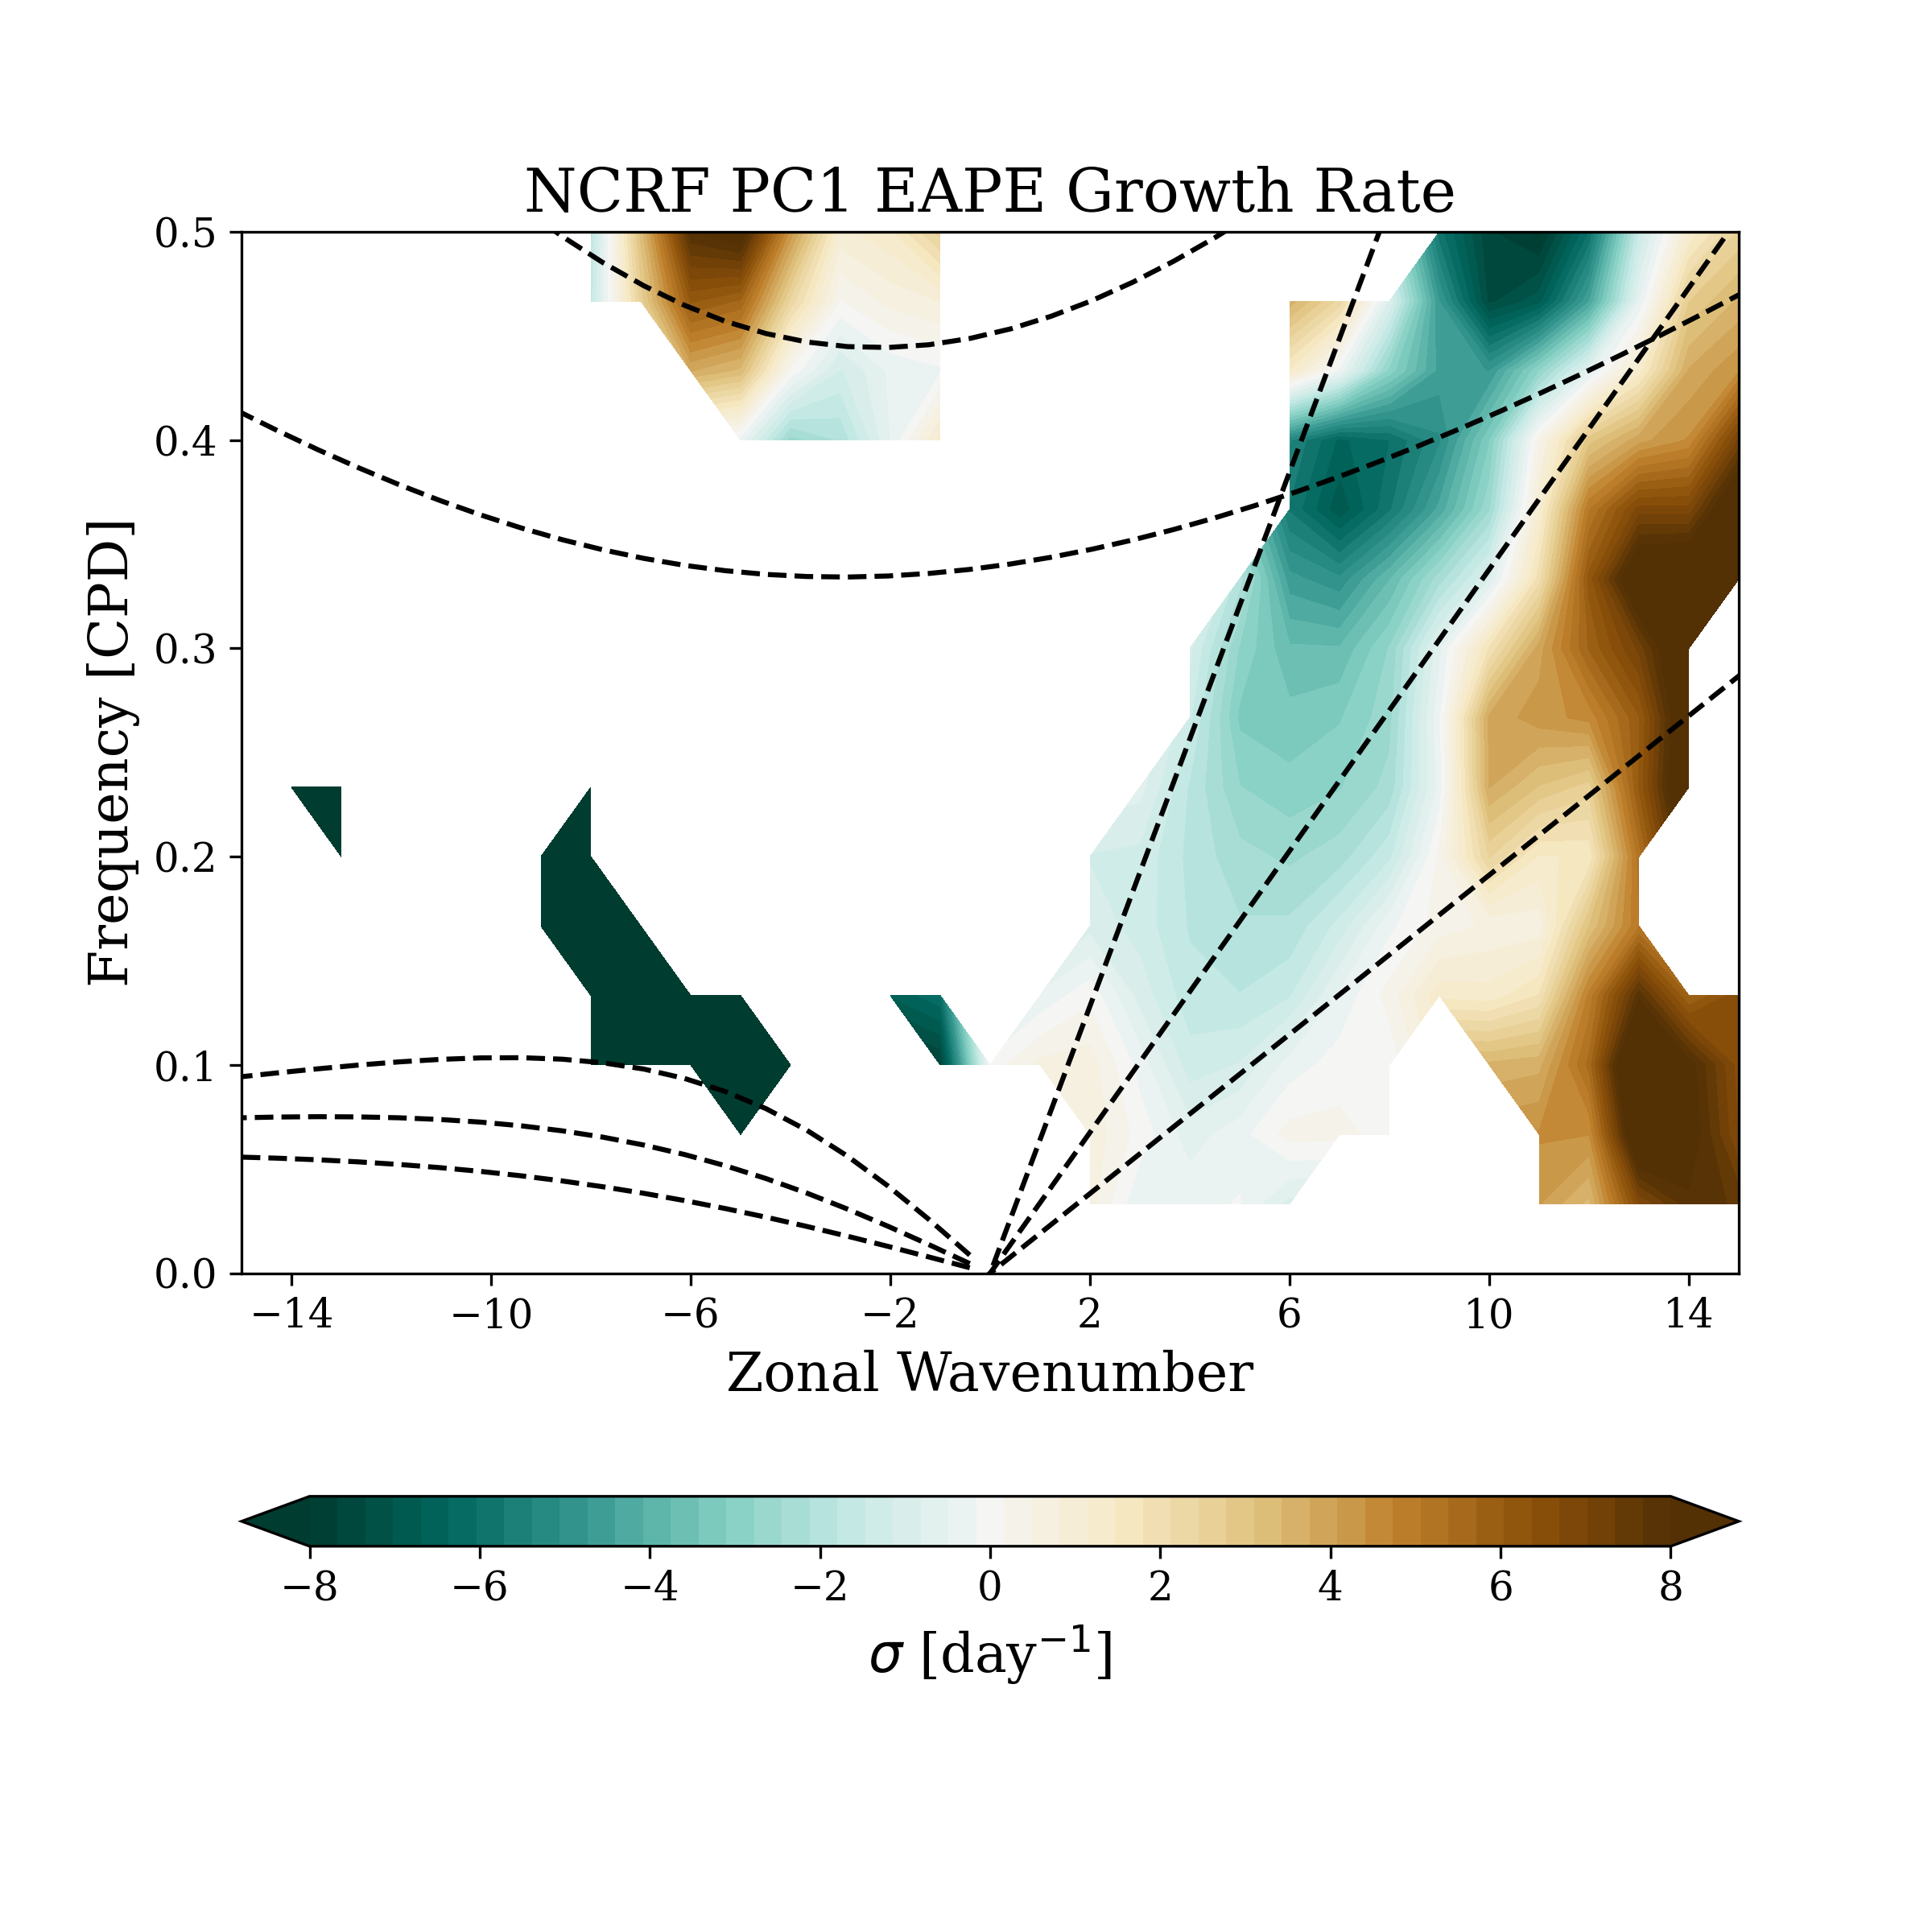 NCRF PC1 EAPE Growth Rate
0.5
0.4
0.3
0.2
0.1
0.0
Frequency [CPD]
−14 −10 −6 −2 2 6 10 14
Zonal Wavenumber
−8 −6 −4 −2 0 2 4 6 8
σ [day⁻¹]